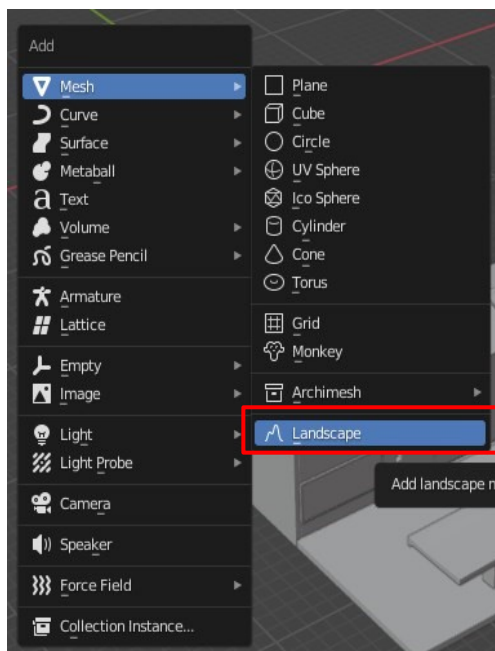 Add
Mesh
Curve
Surface
Metaball
Text
Volume
Grease Pencil
Armature
Lattice
Empty
Image
Light
Light Probe
Camera
Speaker
Force Field
Collection Instance...
Plane
Cube
Circle
UV Sphere
Ico Sphere
Cylinder
Cone
Torus
Grid
Monkey
Archimesh
Landscape
Add landscape